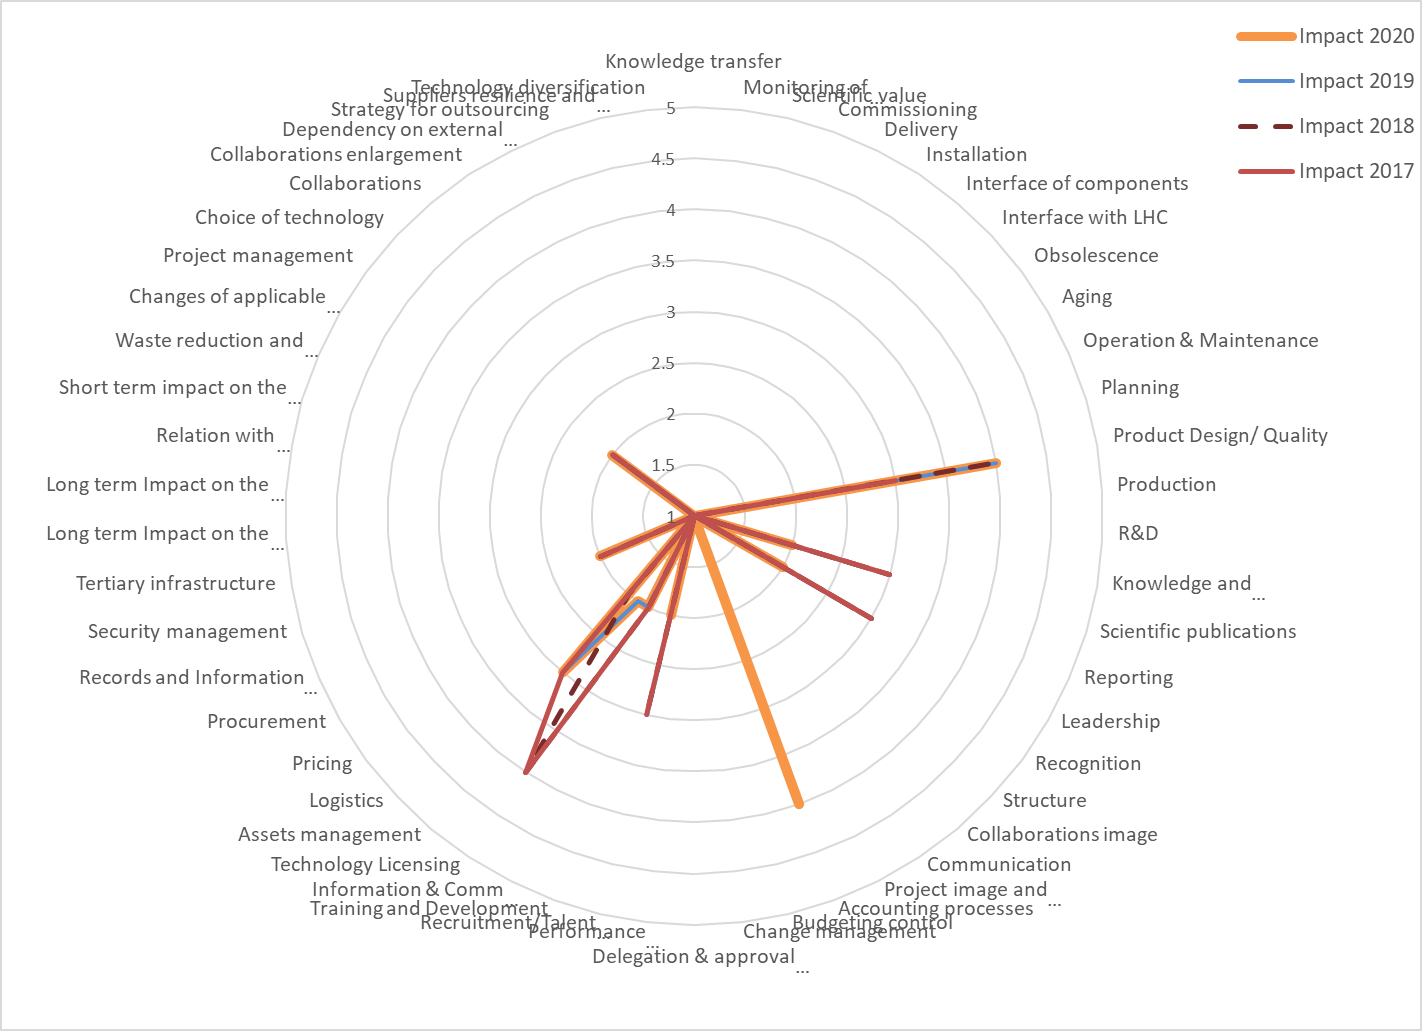 Impact 2020
Impact 2019
Impact 2018
Impact 2017
Knowledge transfer
Monitoring of...
Scientific value
Commissioning
Delivery
Installation
Interface of components
Interface with LHC
Obsolescence
Aging
Operation & Maintenance
Planning
Product Design/ Quality
Production
R&D
Knowledge and...
Scientific publications
Reporting
Leadership
Recognition
Structure
Collaborations image
Communication
Project image and...
Accounting processes
Budgeting control
Change management
Delegation & approval...
Performance...
Recruitment/Talent...
Training and Development
Information & Comm...
Technology Licensing
Assets management
Logistics
Pricing
Procurement
Records and Information...
Security management
Tertiary infrastructure
Long term Impact on the...
Long term Impact on the...
Relation with...
Short term impact on the...
Waste reduction and...
Changes of applicable...
Project management
Choice of technology
Collaborations
Collaborations enlargement
Dependency on external...
Strategy for outsourcing
Suppliers resilience and...
Technology diversification
5
4.5
4
3.5
3
2.5
2
1.5
1